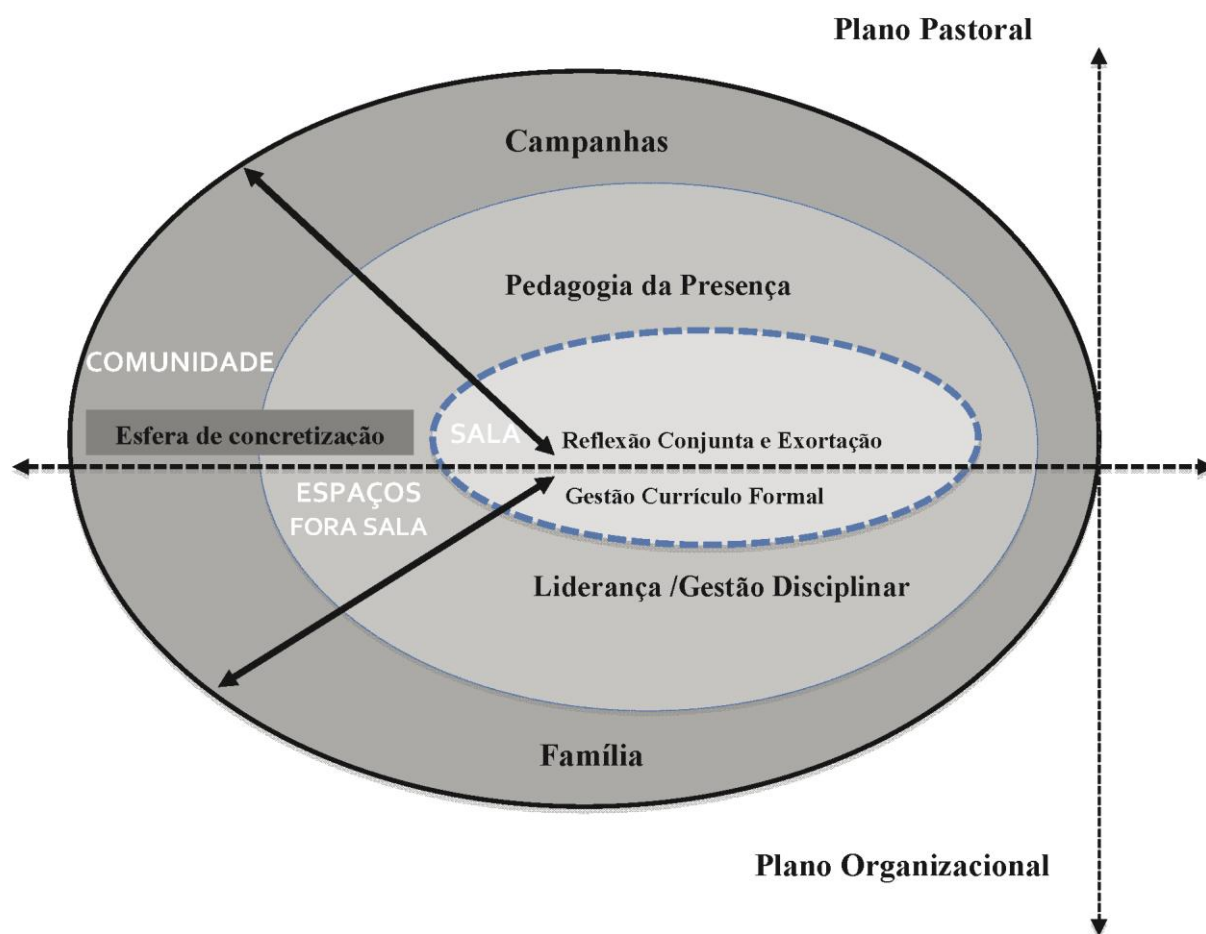 Plano Pastoral
Campanhas
Pedagogia da Presença
COMUNIDADE
Esfera de concretização
SALA
Reflexão Conjunta e Exortação
ESPAÇOS
FORA SALA
Gestão Currículo Formal
Liderança /Gestão Disciplinar
Família
Plano Organizacional